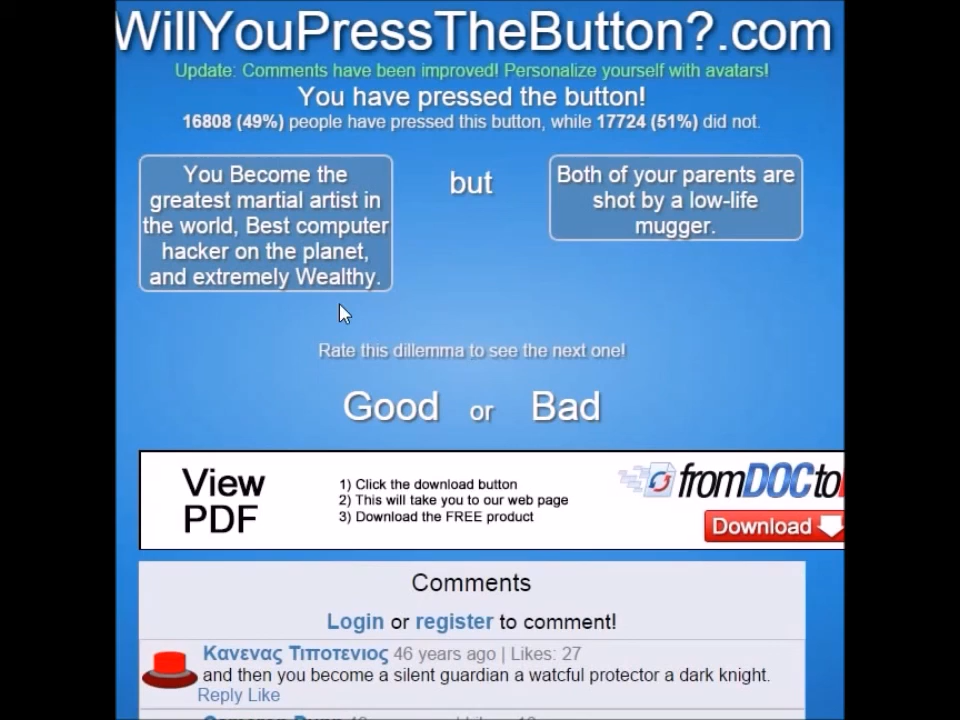 WillYouPressTheButton?.com
Update: Comments have been improved! Personalize yourself with avatars!
You have pressed the button!
16808 (49%) people have pressed this button, while 17724 (51%) did not.
You Become the
greatest martial artist in
the world, Best computer
hacker on the planet,
and extremely Wealthy.
but
Both of your parents are
shot by a low-life
mugger.
Rate this dillemma to see the next one!
Good or Bad
View
PDF
1) Click the download button
2) This will take you to our web page
3) Download the FREE product
fromDOCto
Download
Comments
Login or register to comment!
Κανενας Τιποτενιος 46 years ago | Likes: 27
and then you become a silent guardian a watcful protector a dark knight.
Reply Like